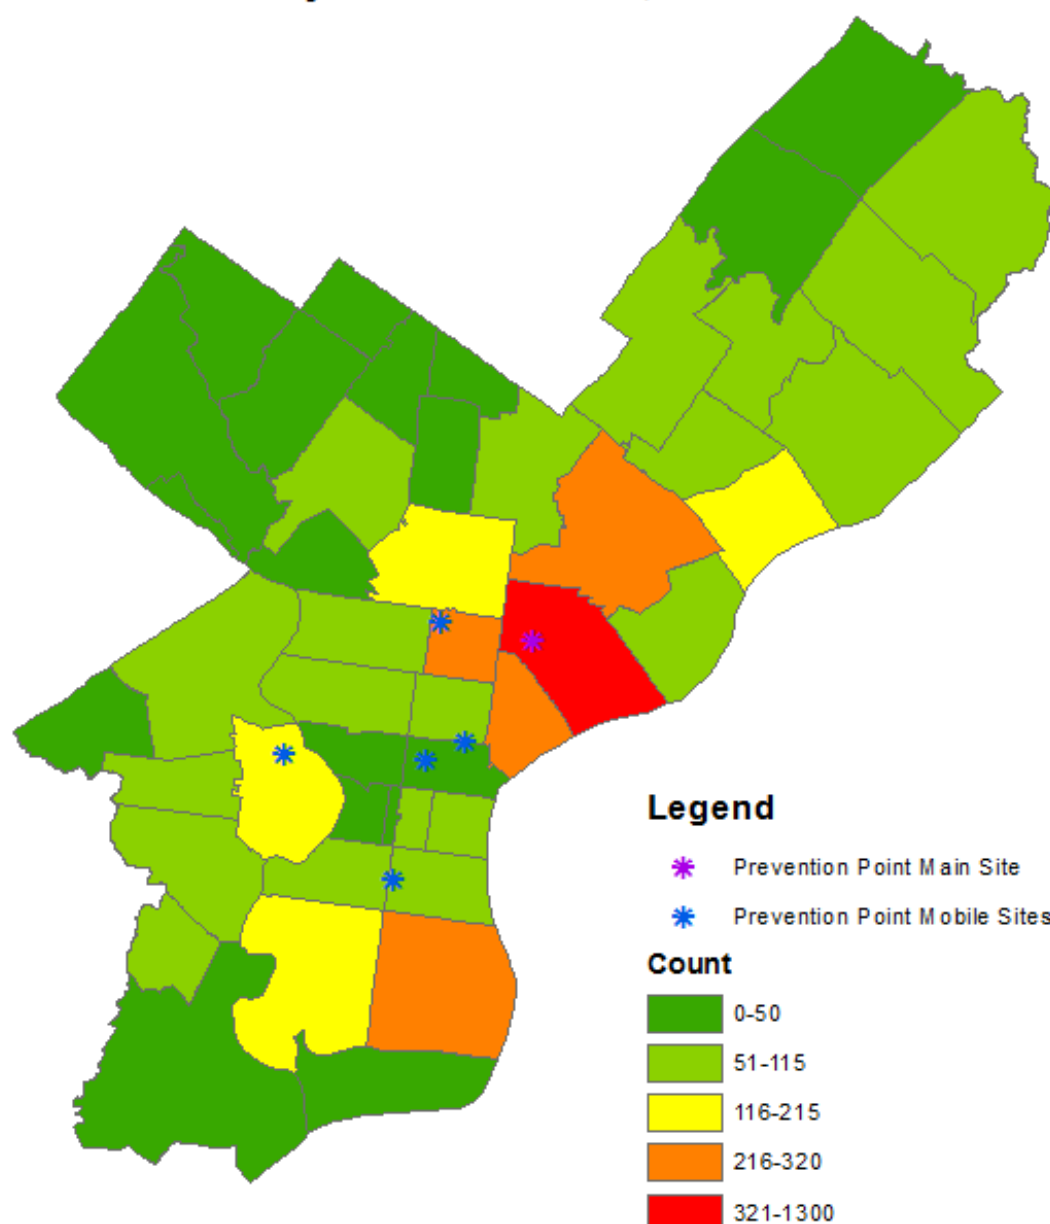 Legend
Prevention Point Main Site
Prevention Point Mobile Sites
Count
0-50
51-115
116-215
216-320
321-1300